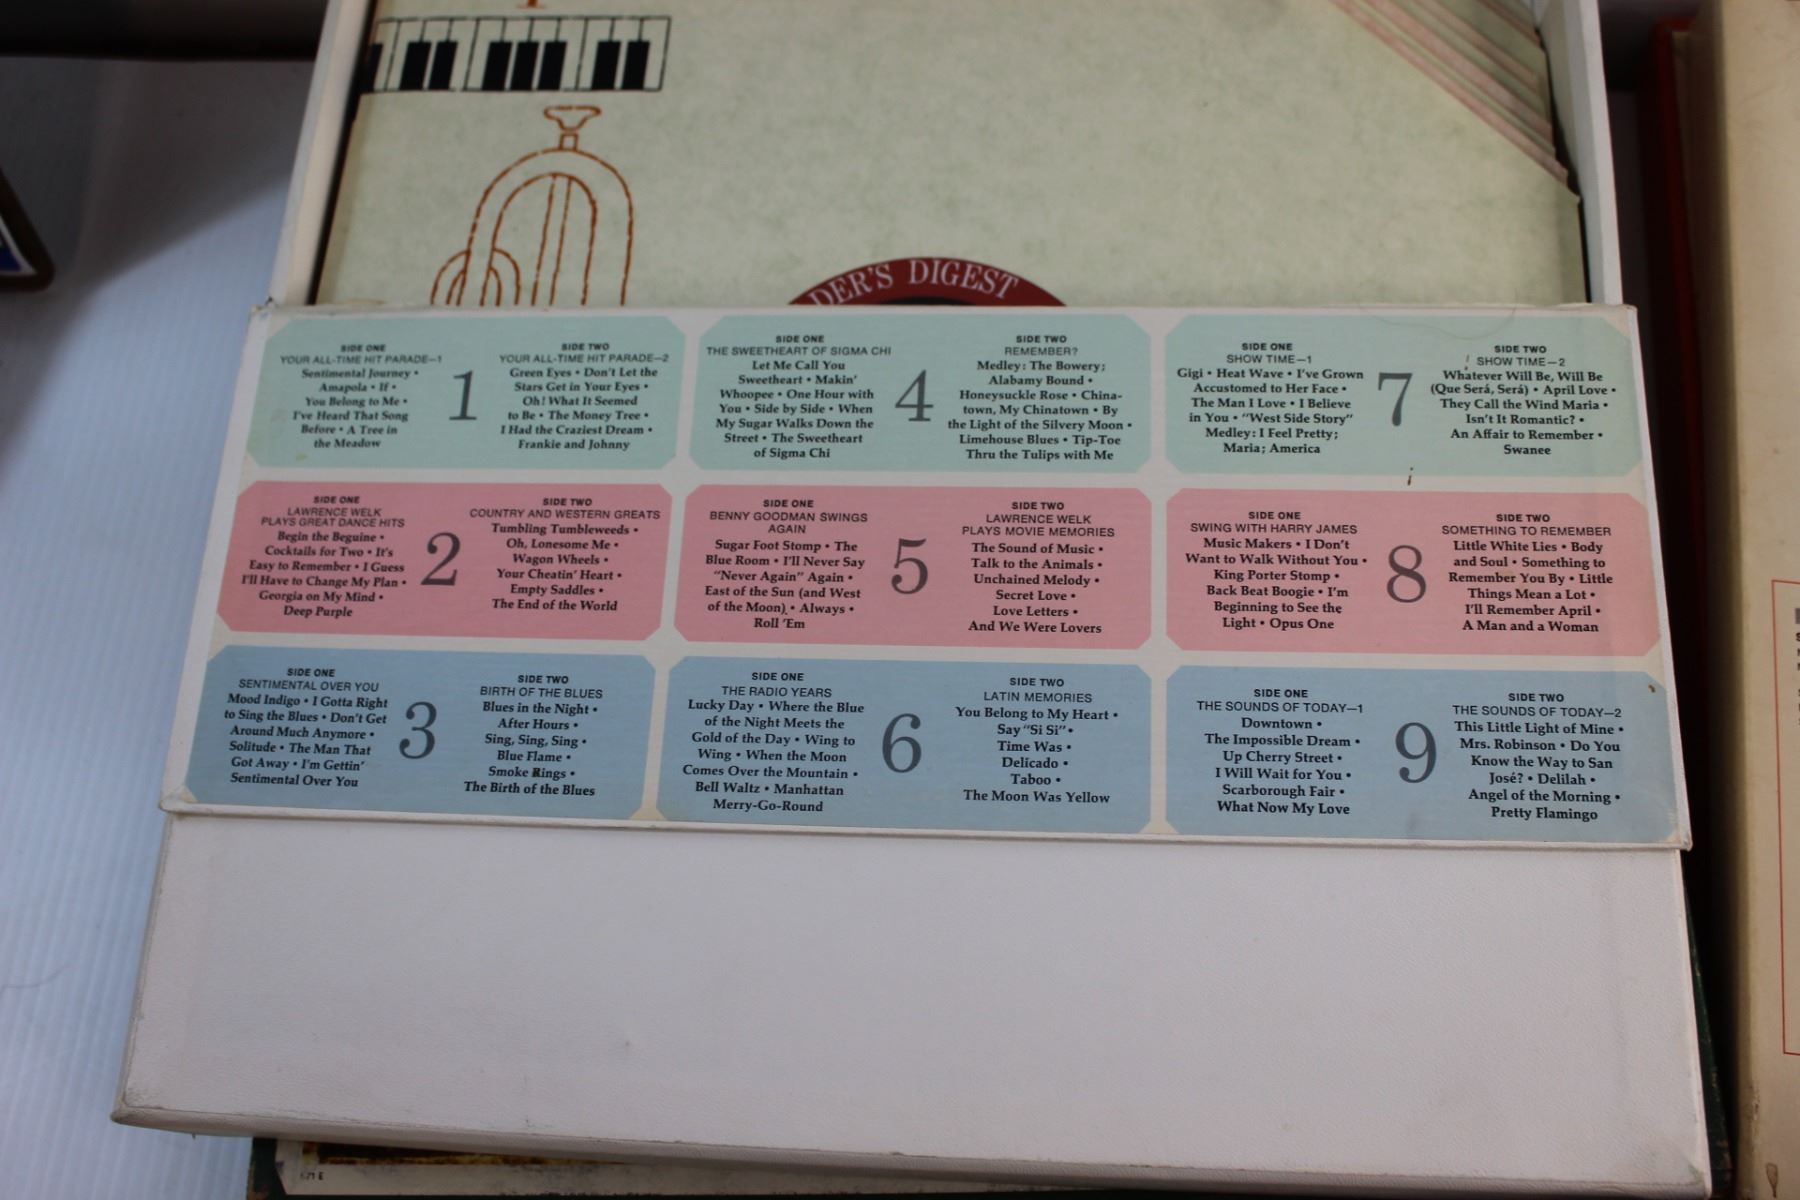 DER'S DIGEST
SIDE ONE
YOUR ALL-TIME HIT PARADE—1
Sentimental Journey •
Amapola • If •
You Belong to Me •
I've Heard That Song
Before • A Tree in
the Meadow
1
SIDE TWO
YOUR ALL-TIME HIT PARADE—2
Green Eyes • Don't Let the
Stars Get in Your Eyes •
Oh! What It Seemed
to Be • The Money Tree •
I Had the Craziest Dream •
Frankie and Johnny
SIDE ONE
THE SWEETHEART OF SIGMA CHI
Let Me Call You
Sweetheart • Makin'
Whoopee • One Hour with
You • Side by Side • When
My Sugar Walks Down the
Street • The Sweetheart
of Sigma Chi
4
SIDE TWO
REMEMBER?
Medley: The Bowery;
Alabamy Bound •
Honeysuckle Rose • China-
town, My Chinatown • By
the Light of the Silvery Moon •
Limehouse Blues • Tip-Toe
Thru the Tulips with Me
SIDE ONE
SHOW TIME—1
Gigi • Heat Wave • I've Grown
Accustomed to Her Face •
The Man I Love • I Believe
in You • "West Side Story"
Medley: I Feel Pretty;
Maria; America
7
SIDE TWO
SHOW TIME—2
Whatever Will Be, Will Be
(Que Será, Será) • April Love •
They Call the Wind Maria •
Isn't It Romantic? •
An Affair to Remember •
Swanee
SIDE ONE
LAWRENCE WELK
PLAYS GREAT DANCE HITS
Begin the Beguine •
Cocktails for Two • It's
Easy to Remember • I Guess
I'll Have to Change My Plan •
Georgia on My Mind •
Deep Purple
2
SIDE TWO
COUNTRY AND WESTERN GREATS
Tumbling Tumbleweeds •
Oh, Lonesome Me •
Wagon Wheels •
Your Cheatin' Heart •
Empty Saddles •
The End of the World
SIDE ONE
BENNY GOODMAN SWINGS
AGAIN
Sugar Foot Stomp • The
Blue Room • I'll Never Say
"Never Again" Again •
East of the Sun (and West
of the Moon) • Always •
Roll 'Em
5
SIDE TWO
LAWRENCE WELK
PLAYS MOVIE MEMORIES
The Sound of Music •
Talk to the Animals •
Unchained Melody •
Secret Love •
Love Letters •
And We Were Lovers
SIDE ONE
SWING WITH HARRY JAMES
Music Makers • I Don't
Want to Walk Without You •
King Porter Stomp •
Back Beat Boogie • I'm
Beginning to See the
Light • Opus One
8
SIDE TWO
SOMETHING TO REMEMBER
Little White Lies • Body
and Soul • Something to
Remember You By • Little
Things Mean a Lot •
I'll Remember April •
A Man and a Woman
SIDE ONE
SENTIMENTAL OVER YOU
Mood Indigo • I Gotta Right
to Sing the Blues • Don't Get
Around Much Anymore •
Solitude • The Man That
Got Away • I'm Gettin'
Sentimental Over You
3
SIDE TWO
BIRTH OF THE BLUES
Blues in the Night •
After Hours •
Sing, Sing, Sing •
Blue Flame •
Smoke Rings •
The Birth of the Blues
SIDE ONE
THE RADIO YEARS
Lucky Day • Where the Blue
of the Night Meets the
Gold of the Day • Wing to
Wing • When the Moon
Comes Over the Mountain •
Bell Waltz • Manhattan
Merry-Go-Round
6
SIDE TWO
LATIN MEMORIES
You Belong to My Heart •
Say "Si Si" •
Time Was •
Delicado •
Taboo •
The Moon Was Yellow
SIDE ONE
THE SOUNDS OF TODAY—1
Downtown •
The Impossible Dream •
Up Cherry Street •
I Will Wait for You •
Scarborough Fair •
What Now My Love
9
SIDE TWO
THE SOUNDS OF TODAY—2
This Little Light of Mine •
Mrs. Robinson • Do You
Know the Way to San
José? • Delilah •
Angel of the Morning •
Pretty Flamingo